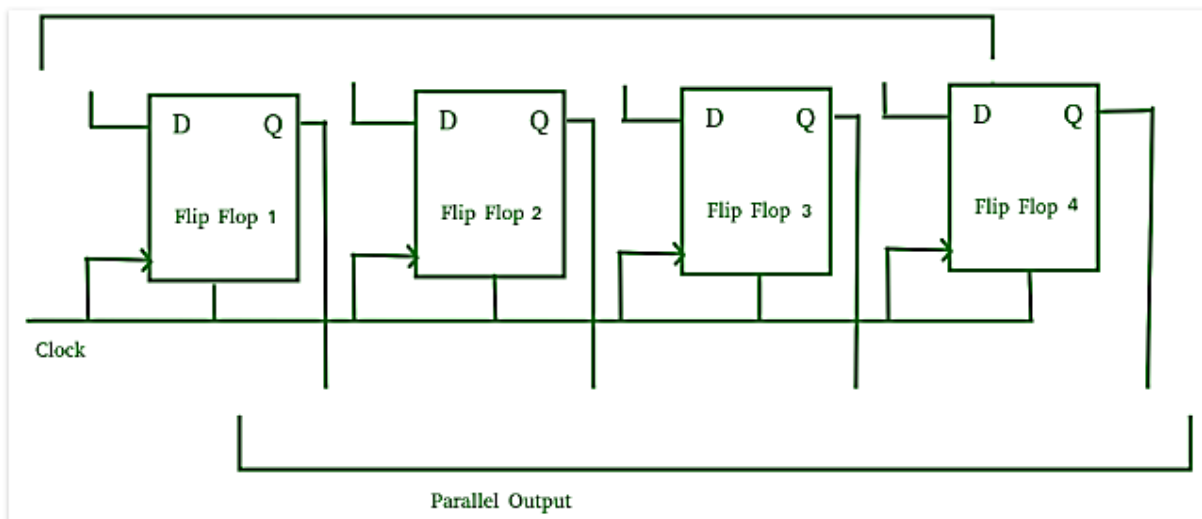 D Q D Q D Q D Q
Flip Flop 1 Flip Flop 2 Flip Flop 3 Flip Flop 4
Clock
Parallel Output